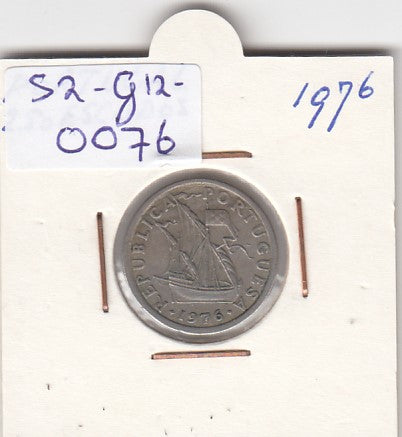 S2-G12-
0076
1976
REPUBLICA PORTUGUESA
· 1976 ·